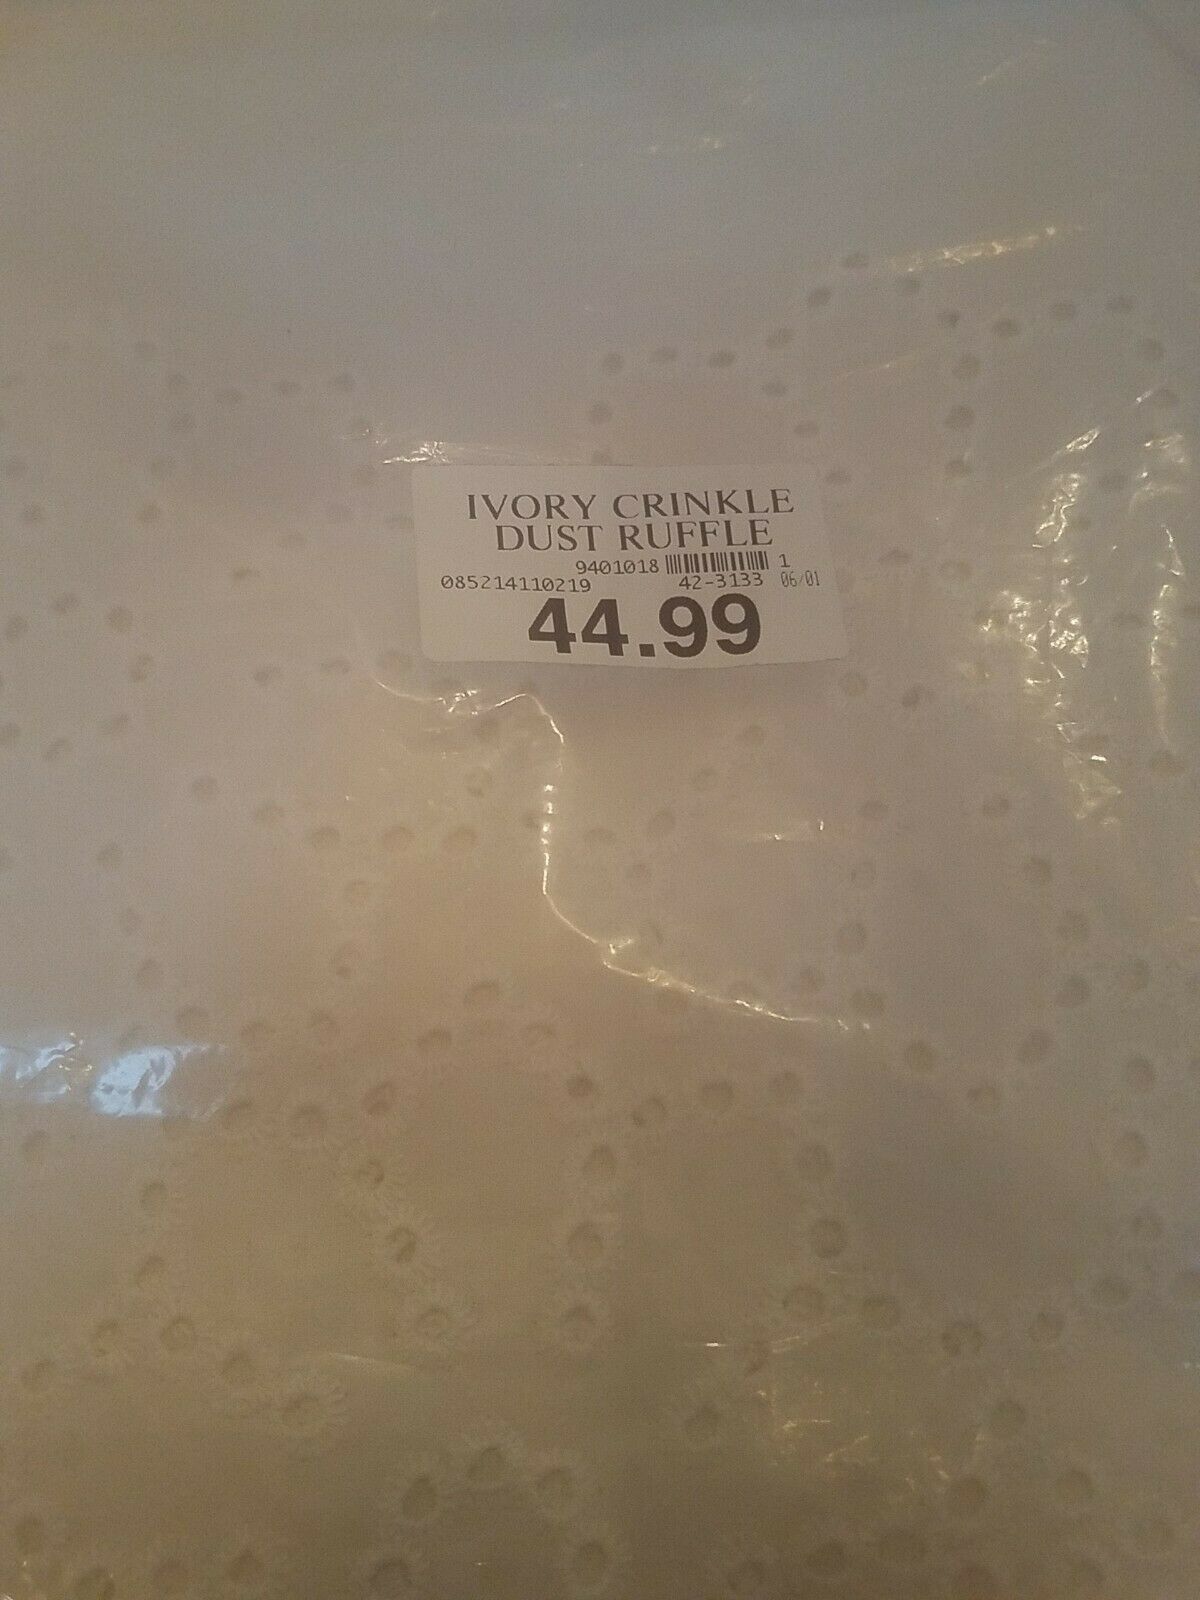 IVORY CRINKLE
DUST RUFFLE
9401018 1
085214110219 42-3133 06/01
44.99